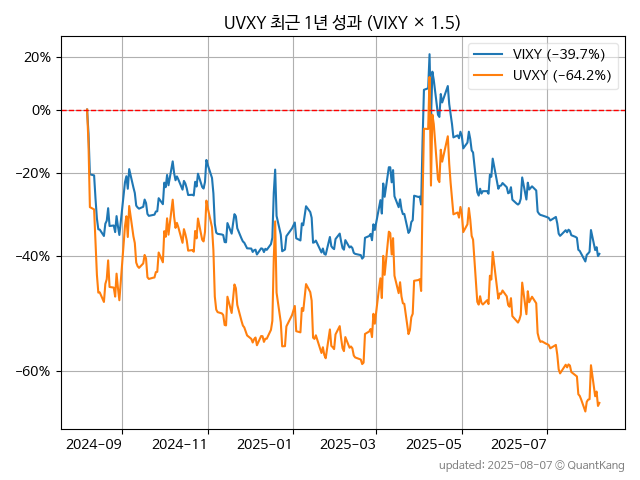 UVXY 최근 1년 성과 (VIXY × 1.5)
VIXY (−39.7%)
UVXY (−64.2%)
20%
0%
−20%
−40%
−60%
2024-09 2024-11 2025-01 2025-03 2025-05 2025-07
updated: 2025-08-07 © QuantKang